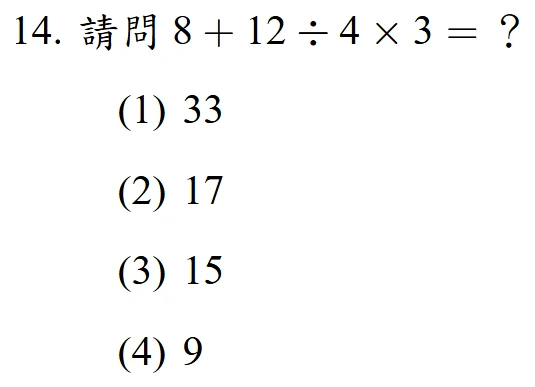 14. 請問 8 + 12 ÷ 4 × 3 = ？
(1) 33
(2) 17
(3) 15
(4) 9